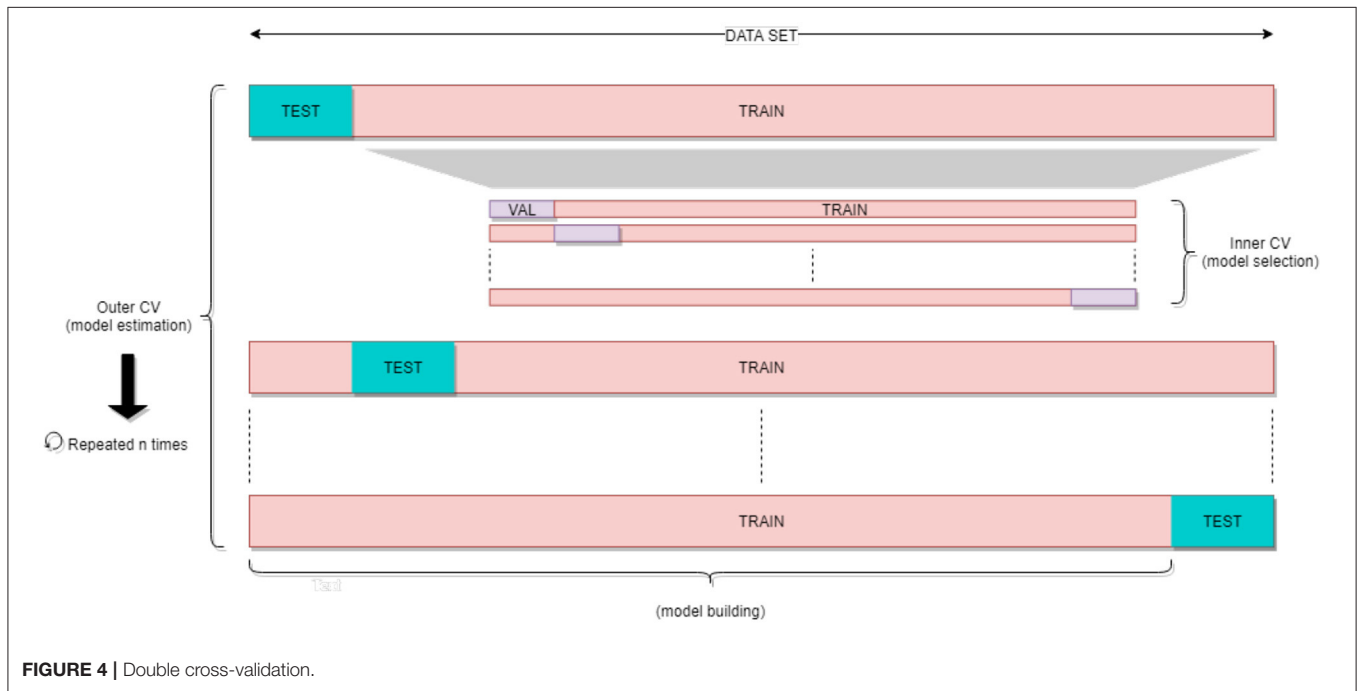 DATA SET
TEST
TRAIN
VAL
TRAIN
Inner CV
(model selection)
Outer CV
(model estimation)
TEST
TRAIN
Repeated n times
TRAIN
TEST
Text
(model building)
FIGURE 4 | Double cross-validation.